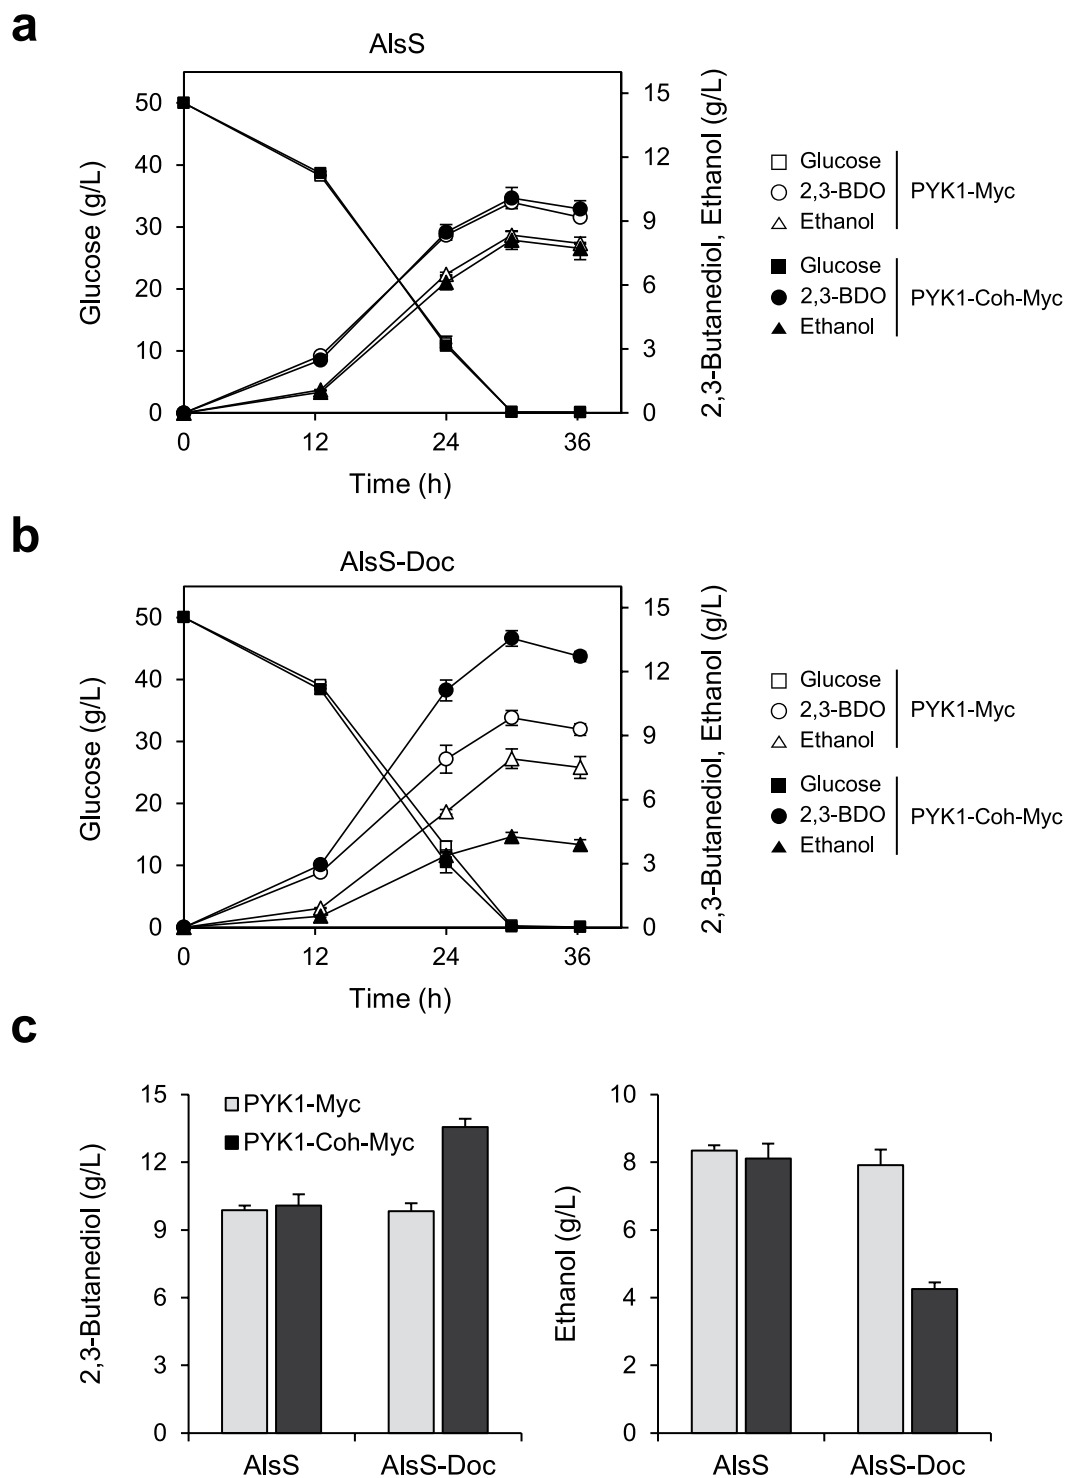 a
AlsS
50
40
30
20
10
0
Glucose (g/L)
15
12
9
6
3
0
2,3-Butanediol, Ethanol (g/L)
0 12 24 36
Time (h)
Glucose
2,3-BDO
Ethanol
PYK1-Myc
Glucose
2,3-BDO
Ethanol
PYK1-Coh-Myc
b
AlsS-Doc
50
40
30
20
10
0
Glucose (g/L)
15
12
9
6
3
0
2,3-Butanediol, Ethanol (g/L)
0 12 24 36
Time (h)
Glucose
2,3-BDO
Ethanol
PYK1-Myc
Glucose
2,3-BDO
Ethanol
PYK1-Coh-Myc
c
15
12
9
6
3
0
2,3-Butanediol (g/L)
PYK1-Myc
PYK1-Coh-Myc
AlsS AlsS-Doc
10
8
6
4
2
0
Ethanol (g/L)
AlsS AlsS-Doc